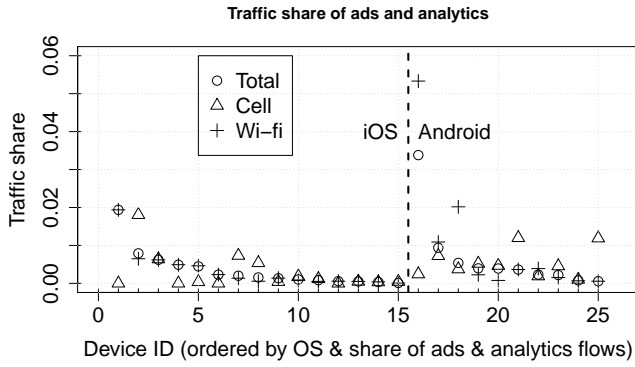 Traffic share of ads and analytics
Traffic share
0.06
0.04
0.02
0.00
Total
Cell
Wi−fi
iOS
Android
0 5 10 15 20 25
Device ID (ordered by OS & share of ads & analytics flows)